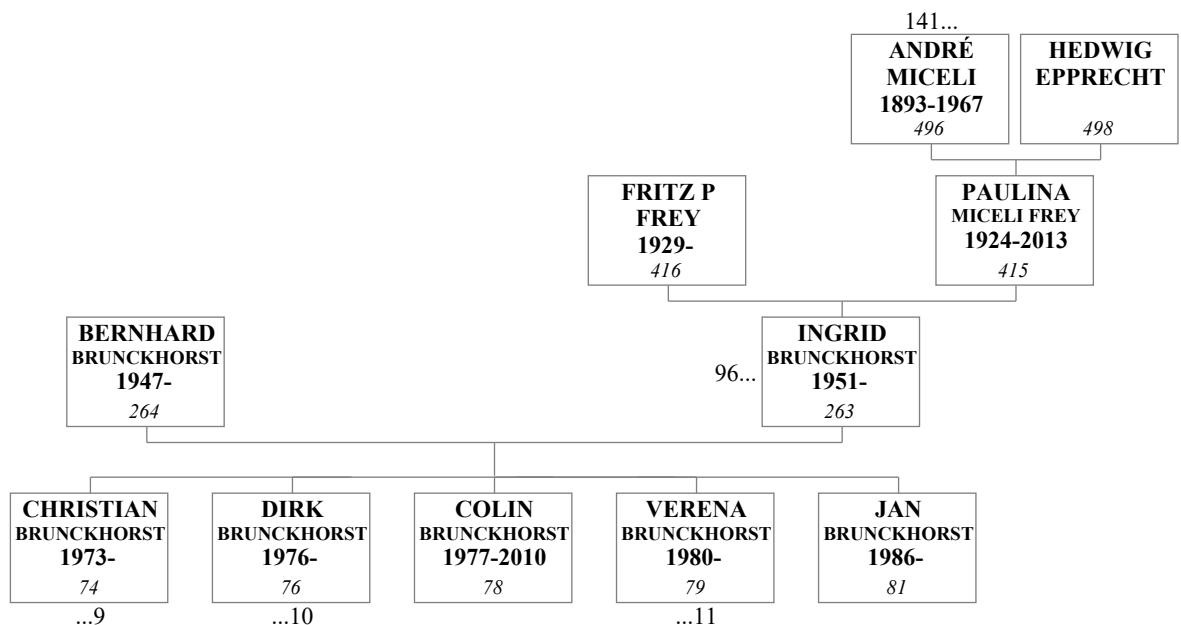 141...
ANDRÉ
MICELI
1893-1967
496
HEDWIG
EPPRECHT
498
FRITZ P
FREY
1929-
416
PAULINA
MICELI FREY
1924-2013
415
BERNHARD
BRUNCKHORST
1947-
264
96...
INGRID
BRUNCKHORST
1951-
263
CHRISTIAN
BRUNCKHORST
1973-
74
...9
DIRK
BRUNCKHORST
1976-
76
...10
COLIN
BRUNCKHORST
1977-2010
78
VERENA
BRUNCKHORST
1980-
79
...11
JAN
BRUNCKHORST
1986-
81